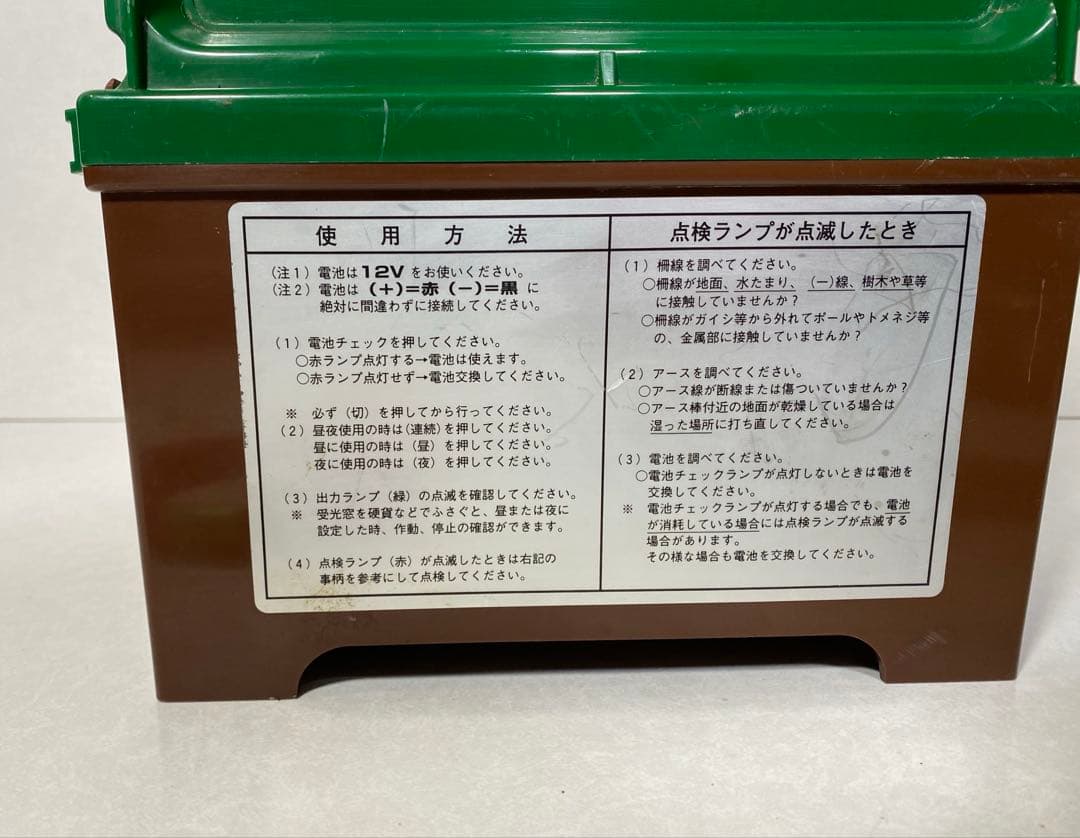 使用方法
(注1)電池は12Vをお使いください。
(注2)電池は(+)=赤(-)=黒に
絶対に間違わずに接続してください。
(1)電池チェックを押してください。
○赤ランプ点灯する→電池は使えます。
○赤ランプ点灯せず→電池交換してください。
※ 必ず(切)を押してから行ってください。
(2)昼夜使用の時は(連続)を押してください。
昼に使用の時は(昼)を押してください。
夜に使用の時は(夜)を押してください。
(3)出力ランプ(緑)の点滅を確認してください。
※ 受光窓を硬貨などでふさぐと、昼または夜に
設定した時、作動、停止の確認ができます。
(4)点検ランプ(赤)が点滅したときは右記の
事柄を参考にして点検してください。
点検ランプが点滅したとき
(1)柵線を調べてください。
○柵線が地面、水たまり、(一)線、樹木や草等
に接触していませんか?
○柵線がガイシ等から外れてポールやトメネジ等
の、金属部に接触していませんか?
(2)アースを調べてください。
○アース線が断線または傷ついていませんか?
○アース棒付近の地面が乾燥している場合は
湿った場所に打ち直してください。
(3)電池を調べてください。
○電池チェックランプが点灯しないときは電池を
交換してください。
※ 電池チェックランプが点灯する場合でも、電池
が消耗している場合には点検ランプが点滅する
場合があります。
その様な場合も電池を交換してください。